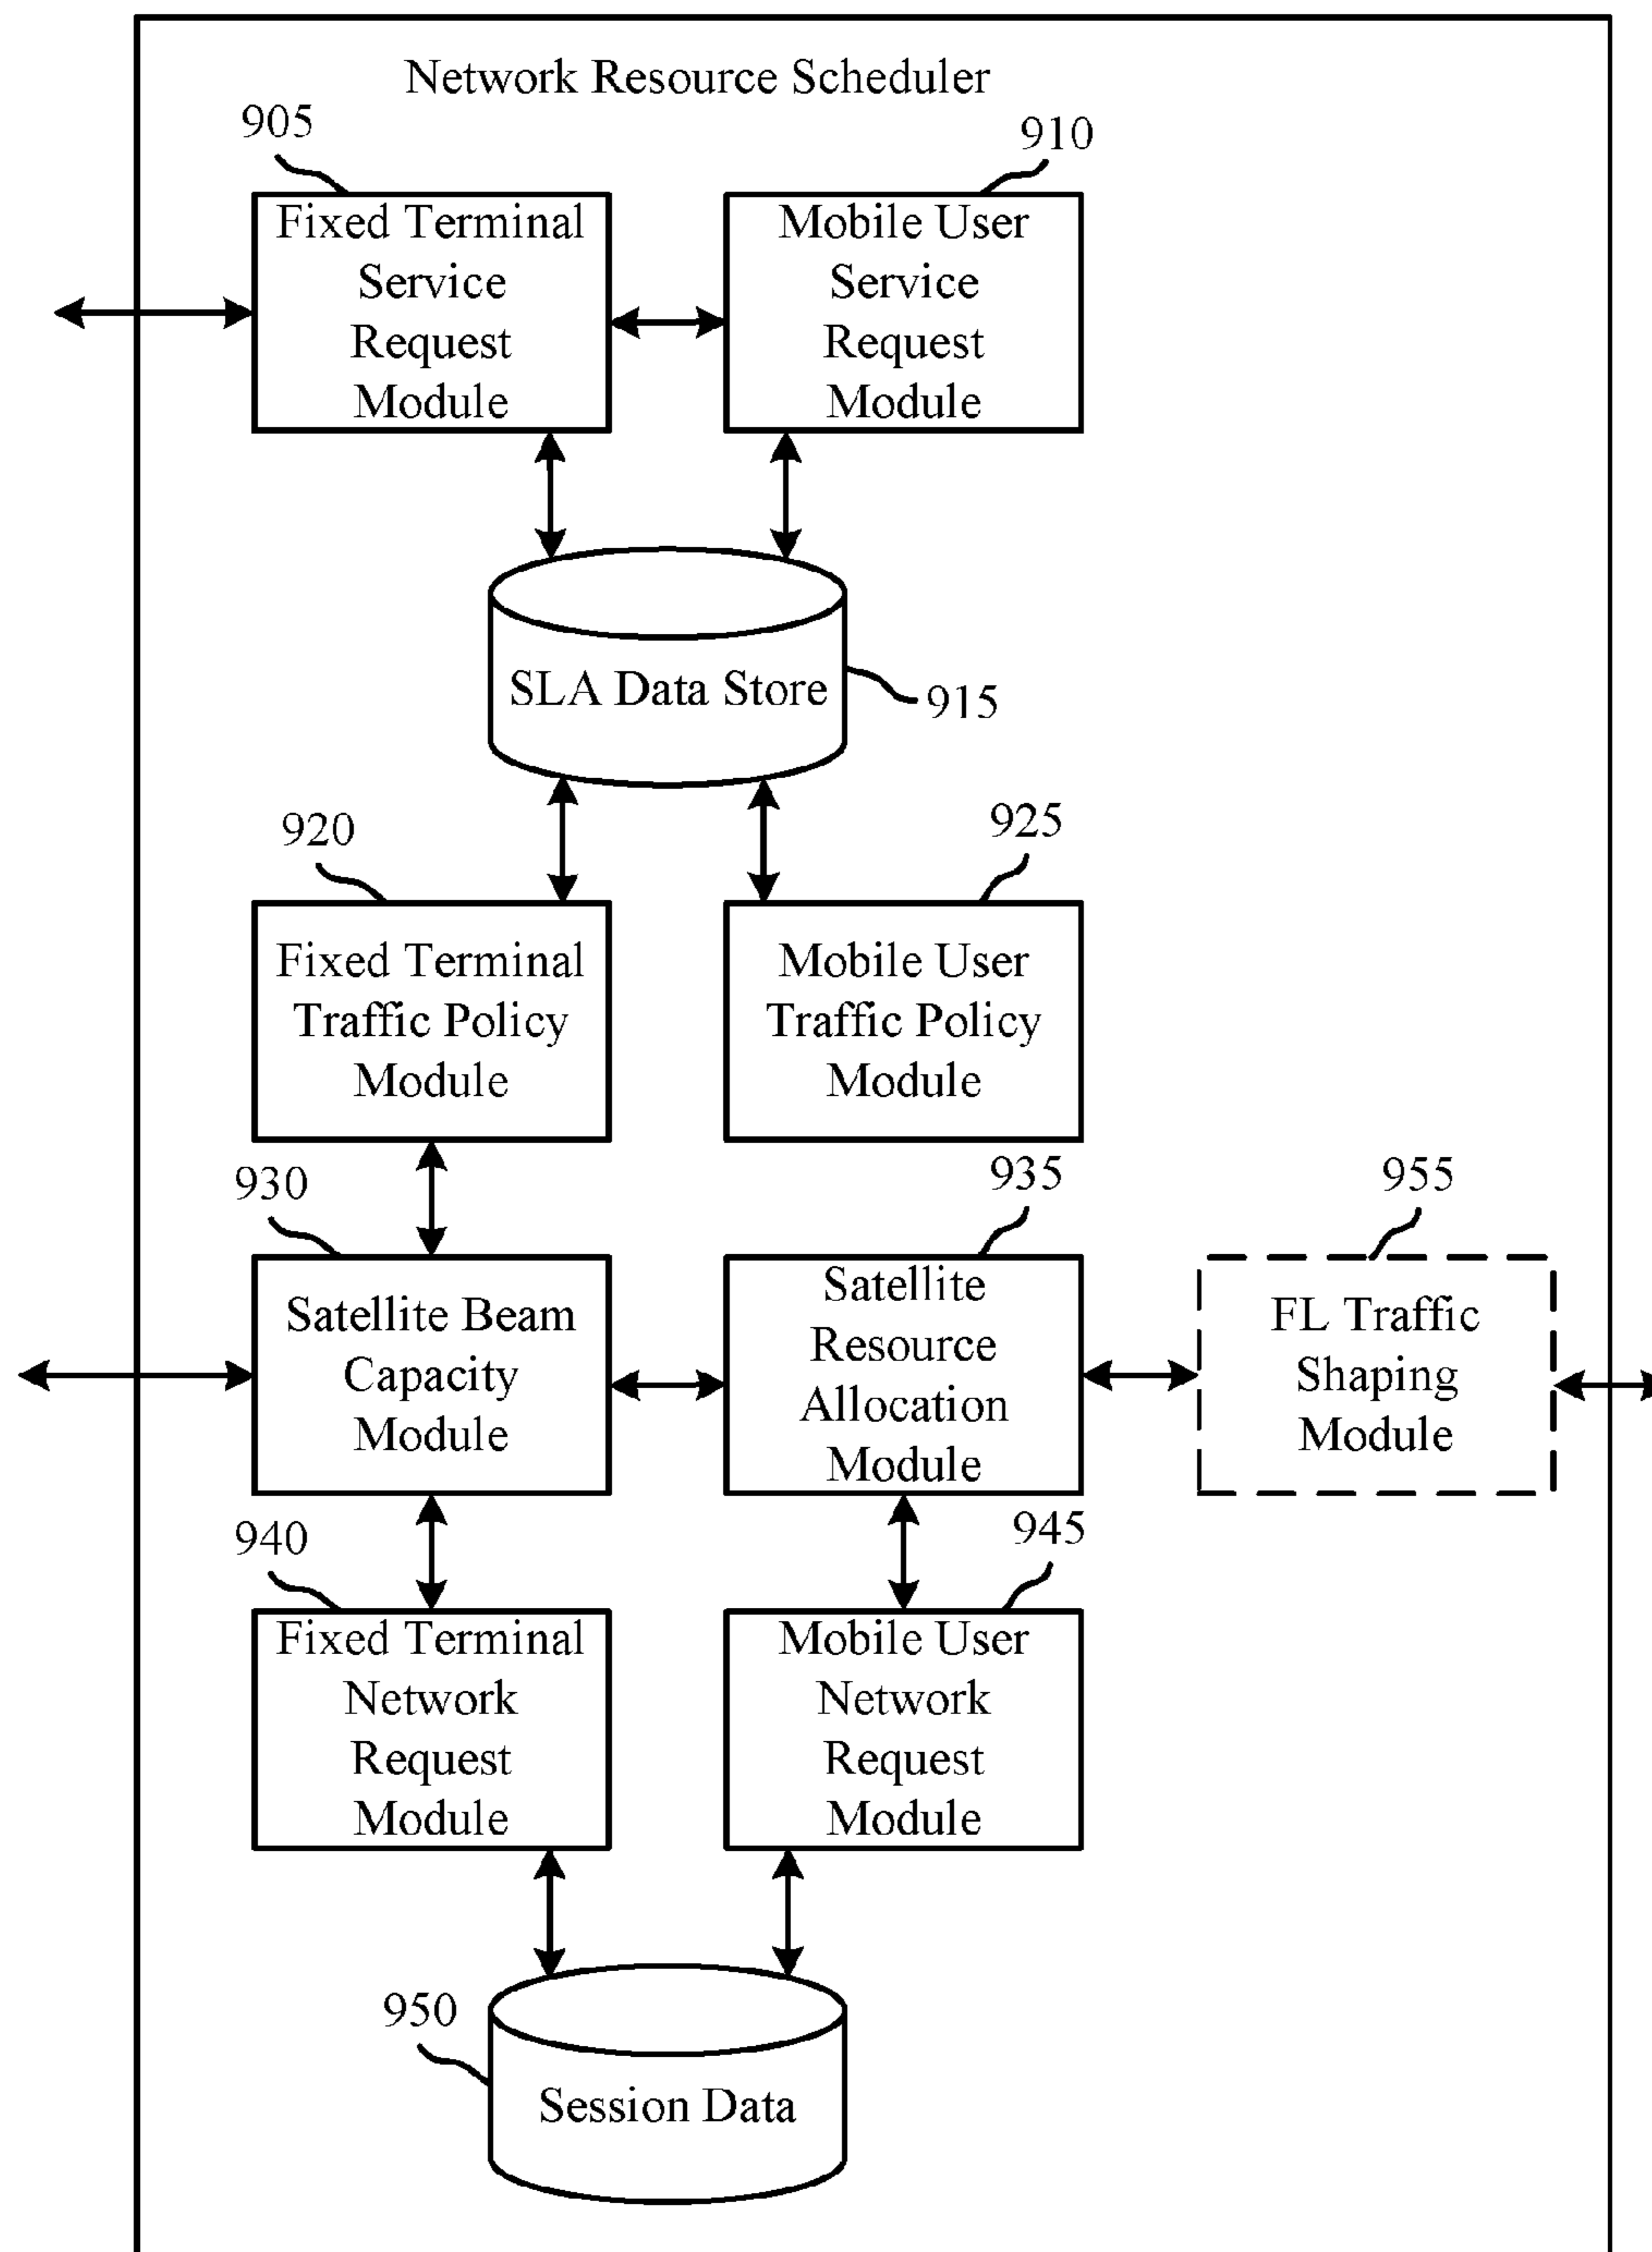 Network Resource Scheduler
905
910
Fixed Terminal
Service
Request
Module
Mobile User
Service
Request
Module
SLA Data Store
915
920
925
Fixed Terminal
Traffic Policy
Module
Mobile User
Traffic Policy
Module
930
935
955
Satellite Beam
Capacity
Module
Satellite
Resource
Allocation
Module
FL Traffic
Shaping
Module
940
945
Fixed Terminal
Network
Request
Module
Mobile User
Network
Request
Module
950
Session Data